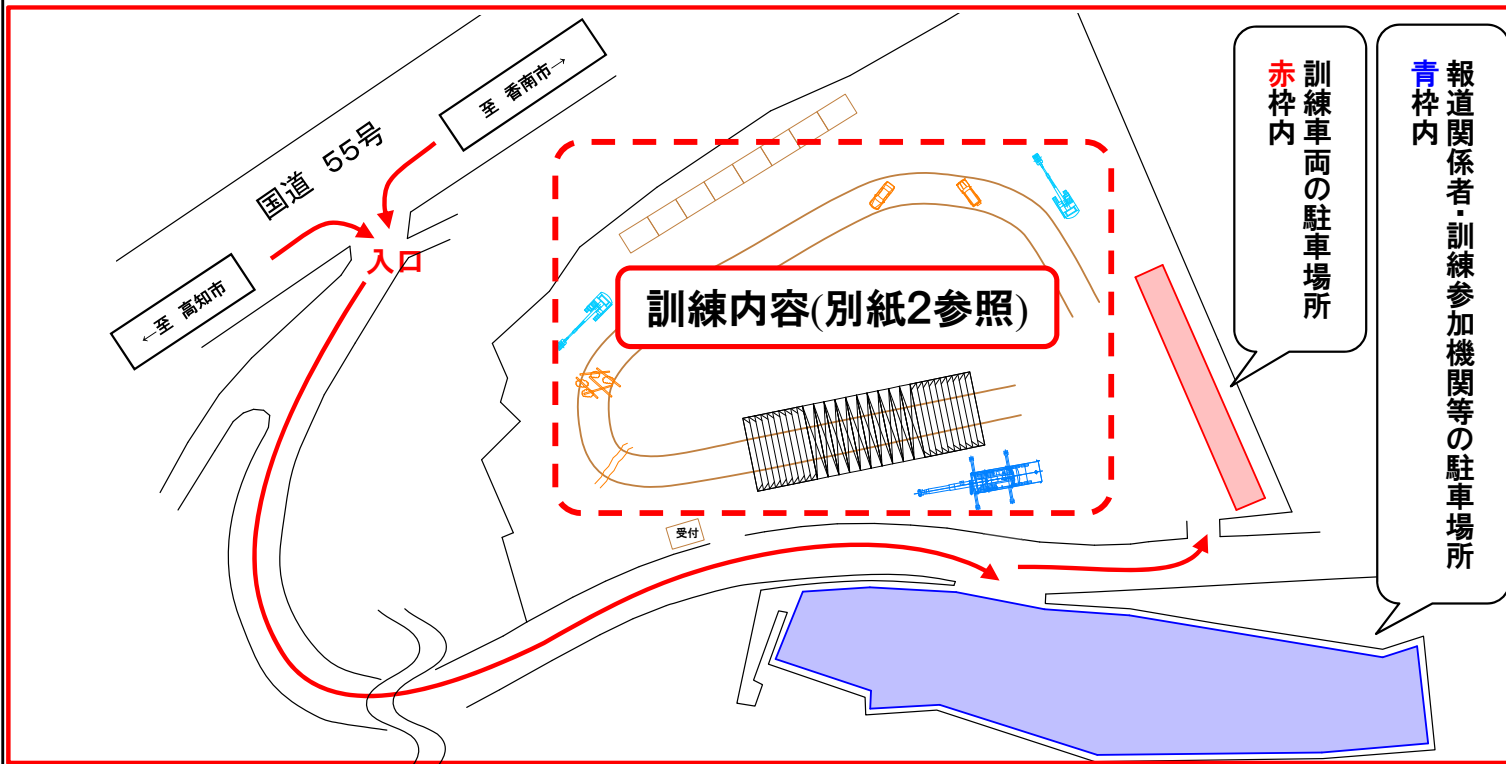 至 香南市→
国道 55号
←至 高知市
入口
訓練内容(別紙2参照)
受付
訓練車両の駐車場所
赤枠内
報道関係者・訓練参加機関等の駐車場所
青枠内